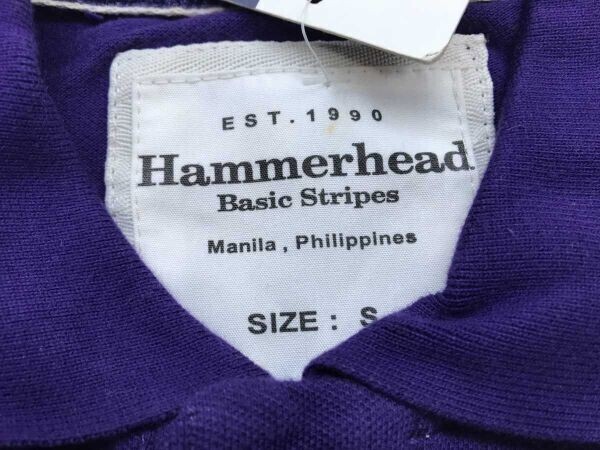 EST.1990
Hammerhead
Basic Stripes
Manila , Philippines
SIZE : S